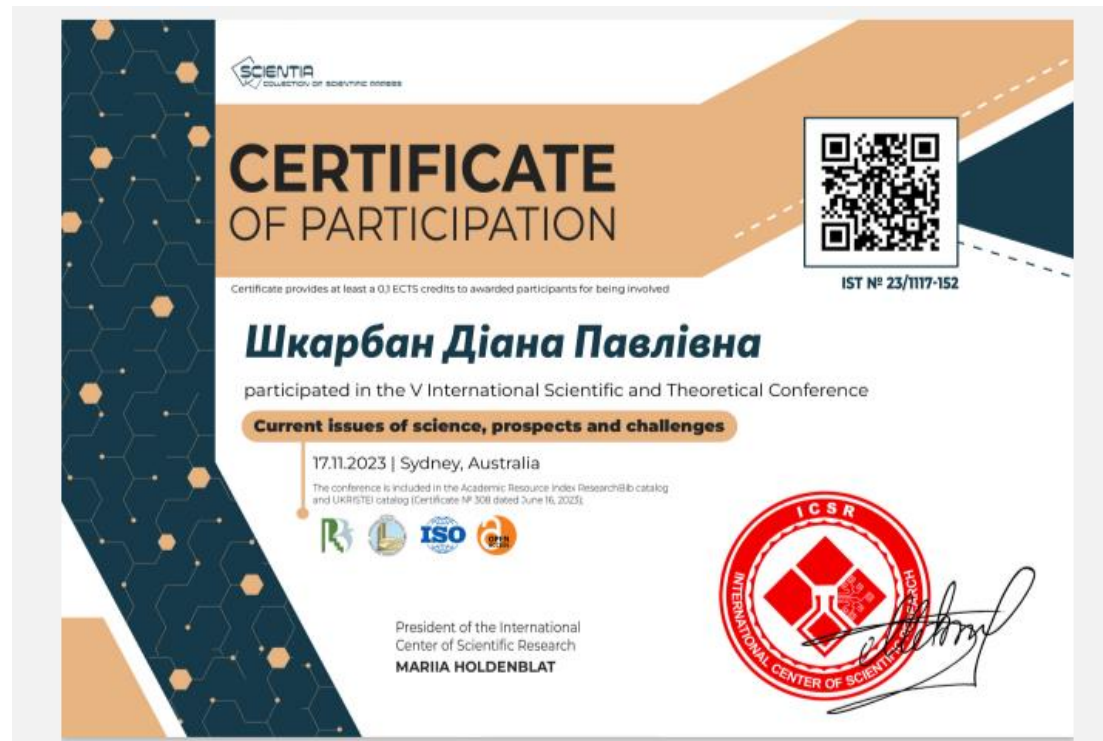 SCIENTIA
COLLECTION OF SCIENTIFIC PAPERS
CERTIFICATE
OF PARTICIPATION
IST № 23/1117-152
Certificate provides at least a 0,1 ECTS credits to awarded participants for being involved
Шкарбан Діана Павлівна
participated in the V International Scientific and Theoretical Conference
Current issues of science, prospects and challenges
17.11.2023 | Sydney, Australia
The conference is included in the Academic Resource Index ResearchBib catalog
and UKRISTEI catalog (Certificate № 308 dated June 16, 2023);
ISO
OPEN
ICSR
INTERNATIONAL CENTER OF SCIENTIFIC RESEARCH
President of the International
Center of Scientific Research
MARIIA HOLDENBLAT